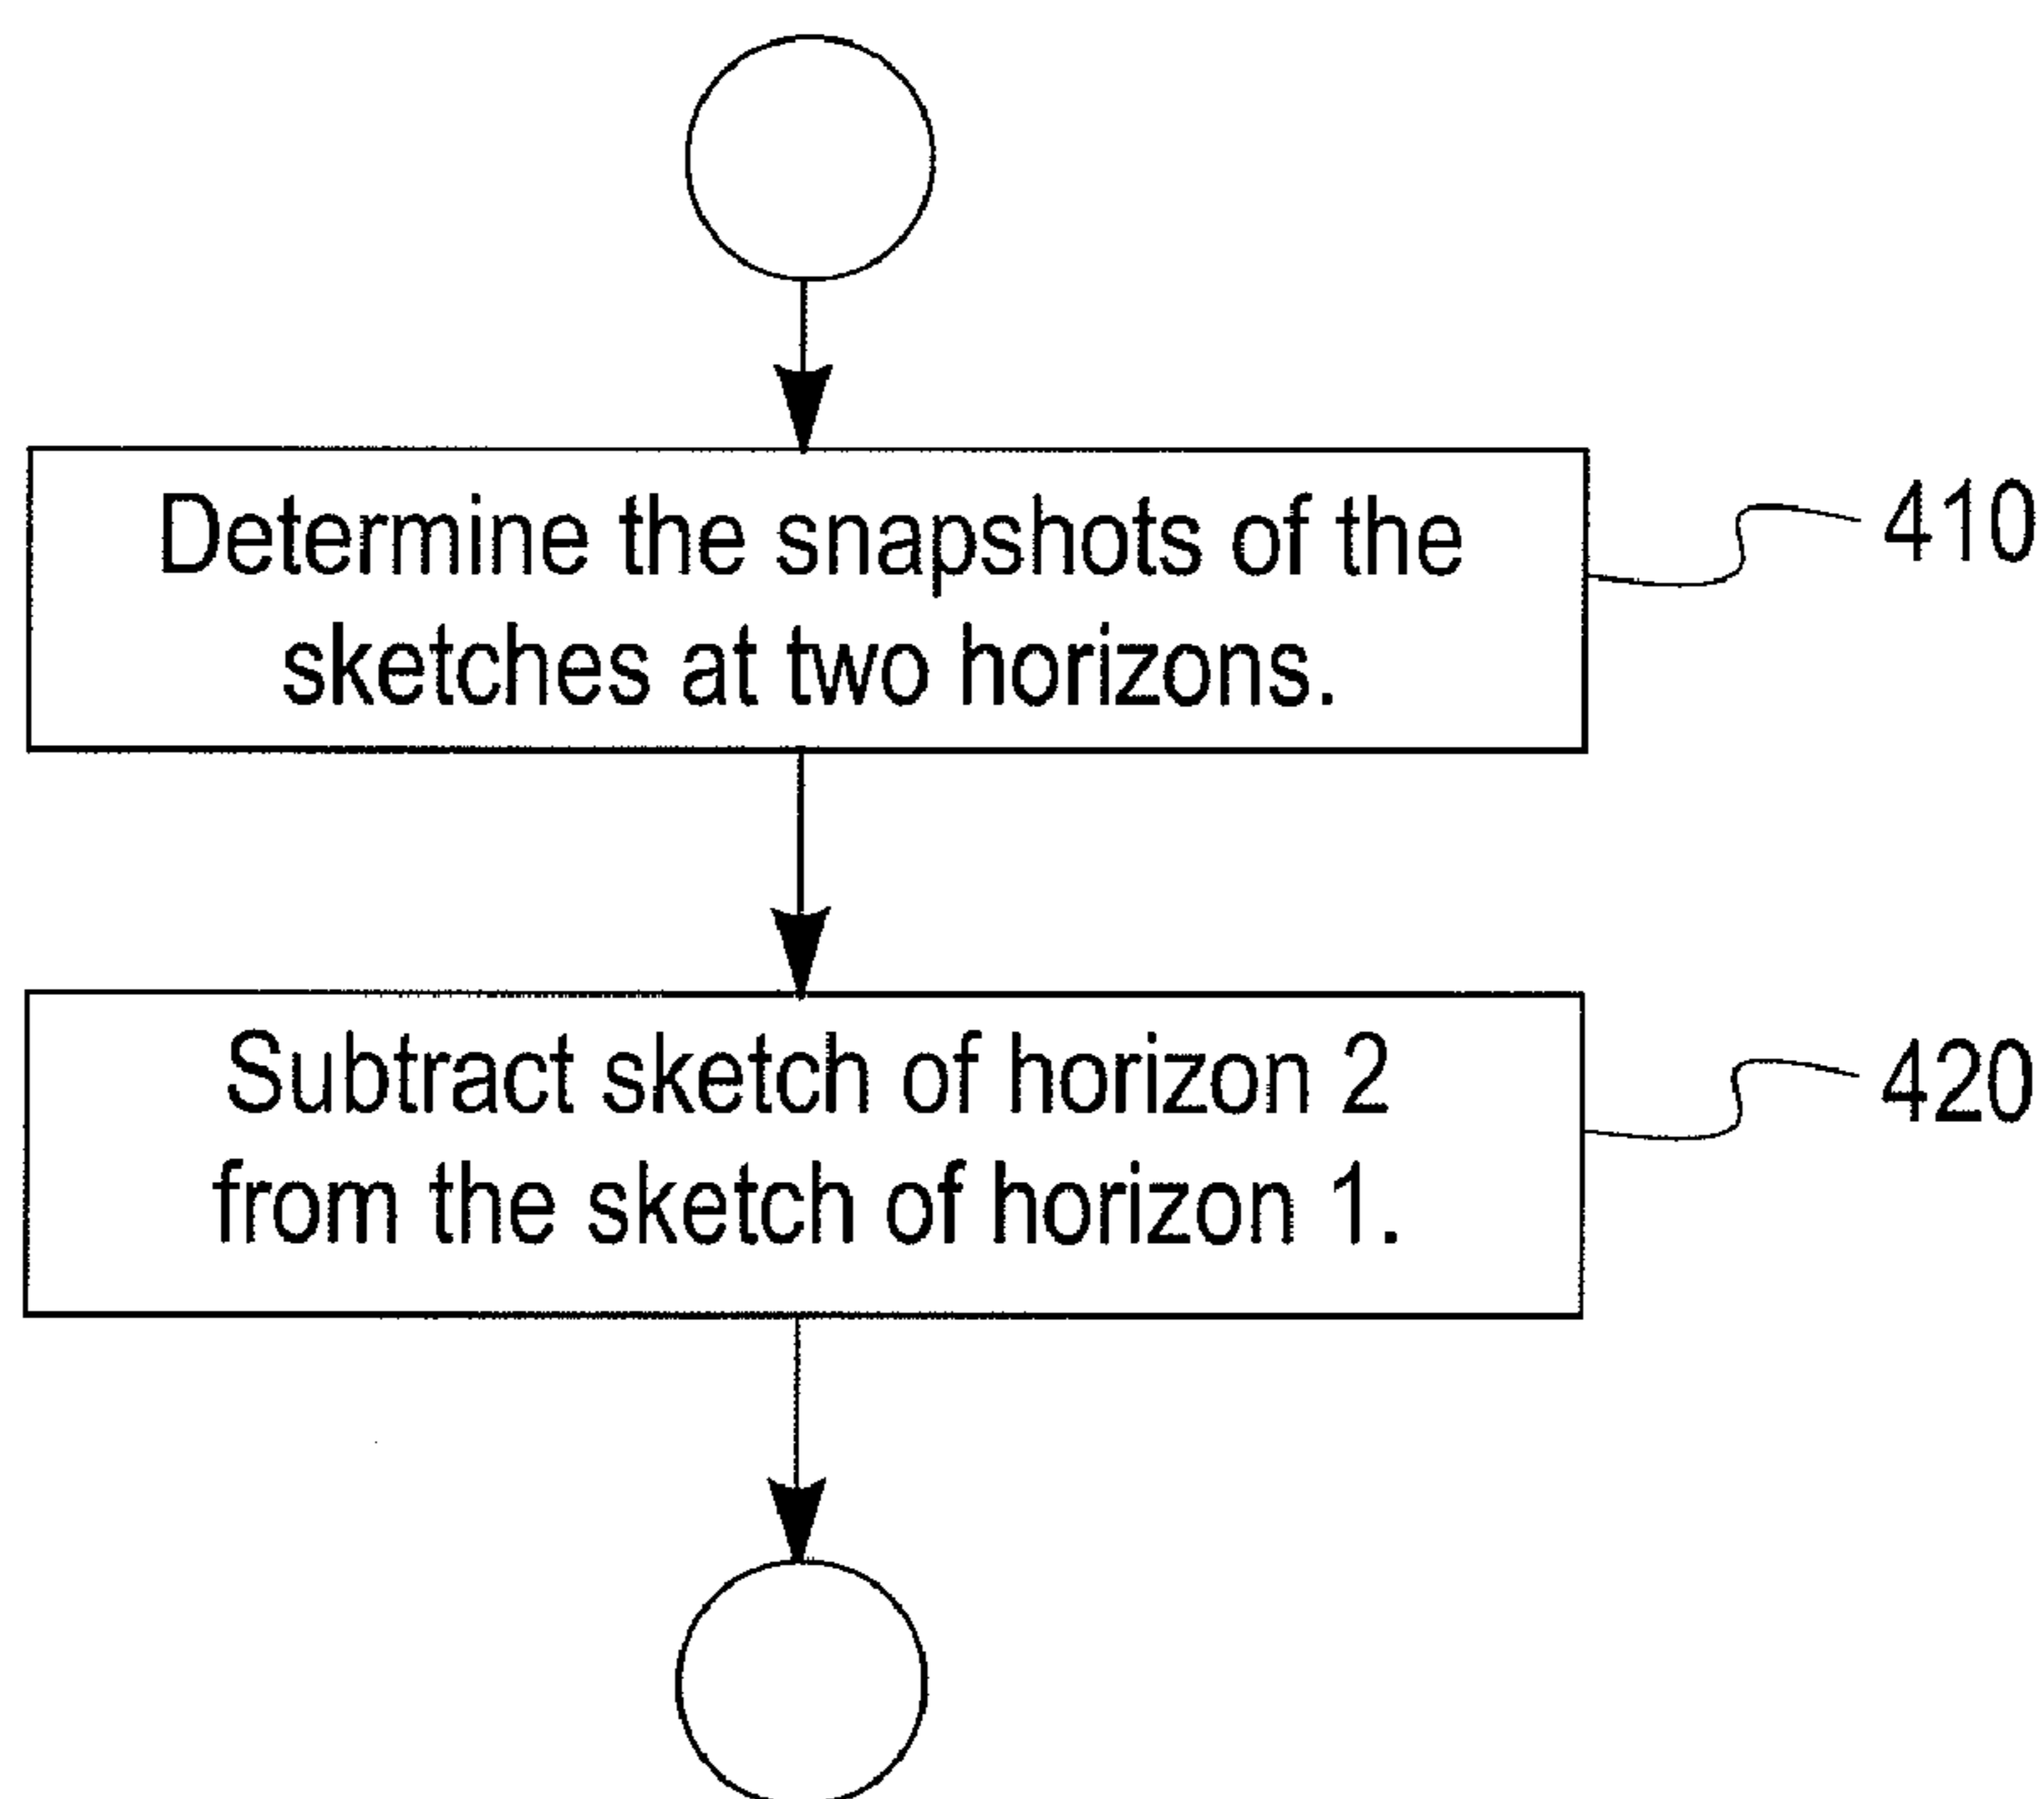 Determine the snapshots of the
sketches at two horizons.
410
Subtract sketch of horizon 2
from the sketch of horizon 1.
420